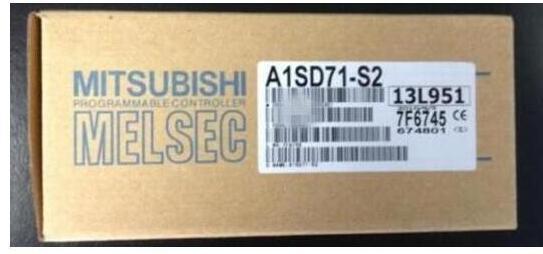 MITSUBISHI
PROGRAMMABLE CONTROLLER
MELSEC
A1SD71-S2
13L951
7F6745 CE
674801